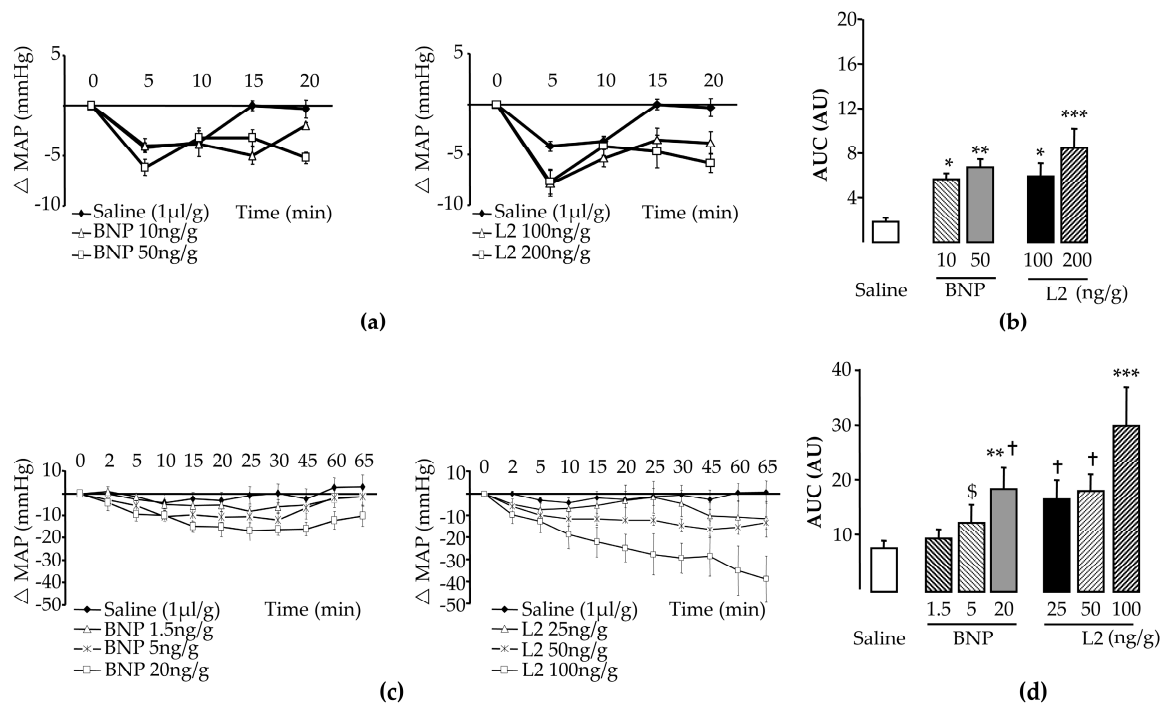 (a)
5
0 5 10 15 20
-5
-10
△ MAP (mmHg)
Time (min)
Saline (1μl/g)
BNP 10ng/g
BNP 50ng/g
5
0 5 10 15 20
-5
-10
△ MAP (mmHg)
Time (min)
Saline (1μl/g)
L2 100ng/g
L2 200ng/g
(b)
AUC (AU)
20
16
12
8
4
* ** * ***
10 50 100 200
Saline BNP L2 (ng/g)
(c)
0 2 5 10 15 20 25 30 45 60 65
10
0
-10
-20
-30
-40
-50
△ MAP (mmHg)
Time (min)
Saline (1μl/g)
BNP 1.5ng/g
BNP 5ng/g
BNP 20ng/g
0 2 5 10 15 20 25 30 45 60 65
10
0
-10
-20
-30
-40
-50
△ MAP (mmHg)
Time (min)
Saline (1μl/g)
L2 25ng/g
L2 50ng/g
L2 100ng/g
(d)
AUC (AU)
40
30
20
10
$ **† † † ***
1.5 5 20 25 50 100
Saline BNP L2 (ng/g)